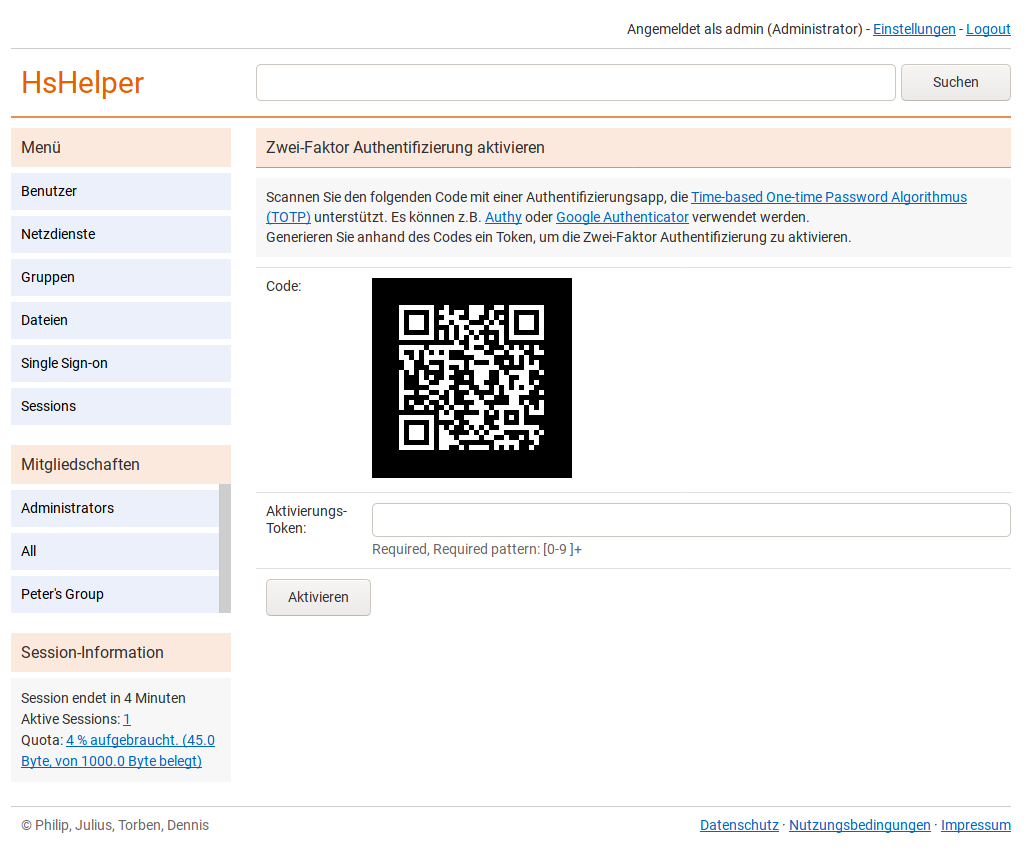 Angemeldet als admin (Administrator) - Einstellungen - Logout
HsHelper
Suchen
Menü
Benutzer
Netzdienste
Gruppen
Dateien
Single Sign-on
Sessions
Mitgliedschaften
Administrators
All
Peter's Group
Session-Information
Session endet in 4 Minuten
Aktive Sessions: 1
Quota: 4 % aufgebraucht. (45.0
Byte, von 1000.0 Byte belegt)
Zwei-Faktor Authentifizierung aktivieren
Scannen Sie den folgenden Code mit einer Authentifizierungsapp, die Time-based One-time Password Algorithmus
(TOTP) unterstützt. Es können z.B. Authy oder Google Authenticator verwendet werden.
Generieren Sie anhand des Codes ein Token, um die Zwei-Faktor Authentifizierung zu aktivieren.
Code:
Aktivierungs-
Token:
Required, Required pattern: [0-9 ]+
Aktivieren
© Philip, Julius, Torben, Dennis
Datenschutz · Nutzungsbedingungen · Impressum